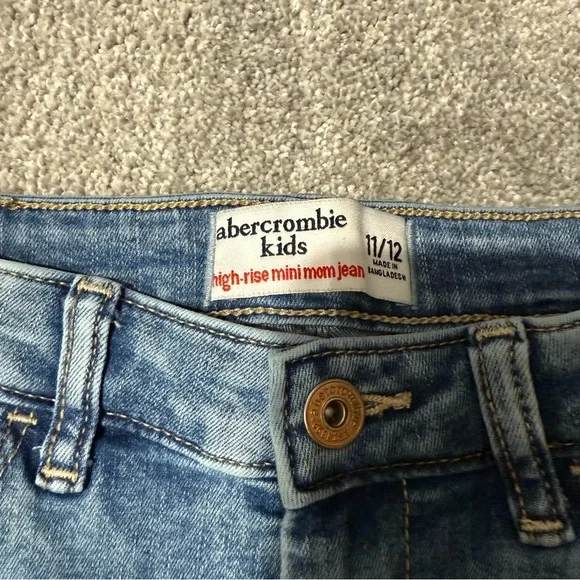 abercrombie
kids
high-rise mini mom jean
11/12
MADE IN
BANGLADESH